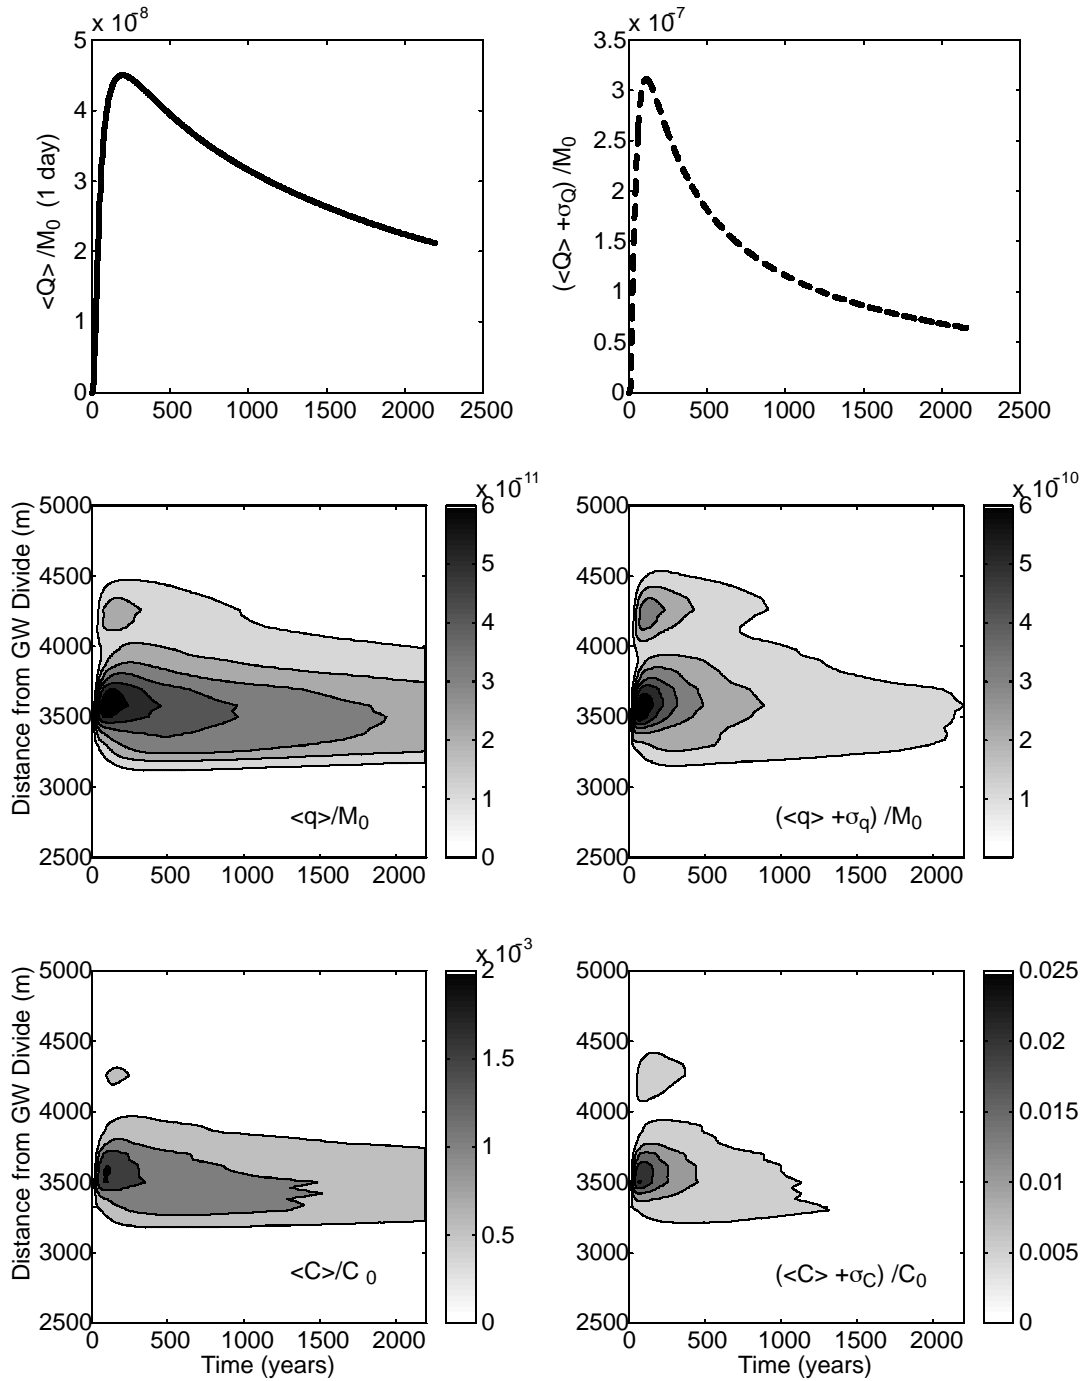 x 10⁻⁸
5
4
3
2
1
0
<Q> /M₀ (1 day)
0 500 1000 1500 2000 2500
x 10⁻⁷
3.5
3
2.5
2
1.5
1
0.5
0
(<Q> +σ_Q) /M₀
0 500 1000 1500 2000 2500
Distance from GW Divide (m)
5000
4500
4000
3500
3000
2500
<q>/M₀
0 500 1000 1500 2000
x 10⁻¹¹
6
5
4
3
2
1
0
5000
4500
4000
3500
3000
2500
(<q> +σ_q) /M₀
0 500 1000 1500 2000
x 10⁻¹⁰
6
5
4
3
2
1
Distance from GW Divide (m)
5000
4500
4000
3500
3000
2500
<C>/C ₀
0 500 1000 1500 2000
Time (years)
x 10⁻³
2
1.5
1
0.5
0
5000
4500
4000
3500
3000
2500
(<C> +σ_C) /C₀
0 500 1000 1500 2000
Time (years)
0.025
0.02
0.015
0.01
0.005
0